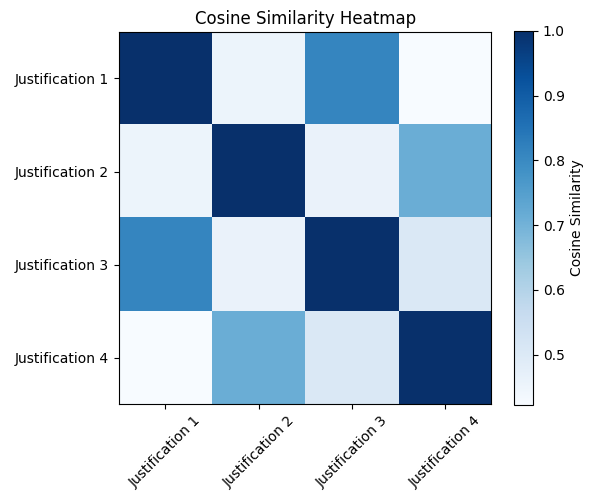 Cosine Similarity Heatmap
Justification 1
Justification 2
Justification 3
Justification 4
Justification 1
Justification 2
Justification 3
Justification 4
1.0
0.9
0.8
0.7
0.6
0.5
Cosine Similarity